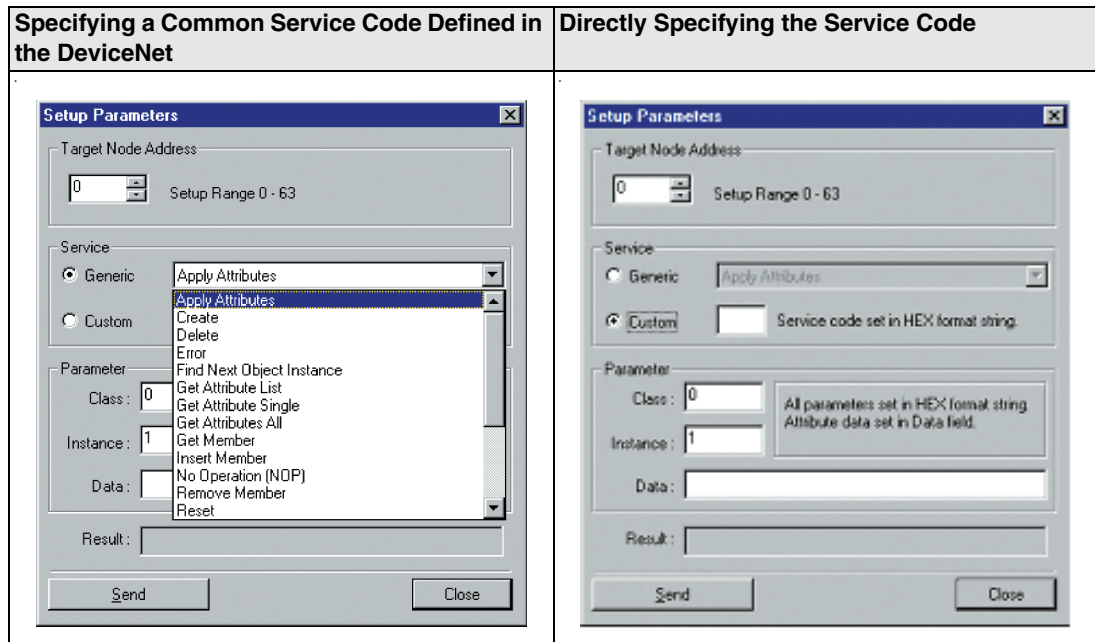 Specifying a Common Service Code Defined in the DeviceNet
Directly Specifying the Service Code
Setup Parameters
Target Node Address
0
Setup Range 0 - 63
Service
Generic
Apply Attributes
Apply Attributes
Create
Delete
Error
Find Next Object Instance
Get Attribute List
Get Attribute Single
Get Attributes All
Get Member
Insert Member
No Operation (NOP)
Remove Member
Reset
Custom
Parameter
Class : 0
Instance : 1
Data :
Result :
Send
Close
Setup Parameters
Target Node Address
0
Setup Range 0 - 63
Service
Generic
Apply Attributes
Custom
Service code set in HEX format string.
Parameter
Class : 0
All parameters set in HEX format string
Attribute data set in Data field.
Instance : 1
Data :
Result :
Send
Close